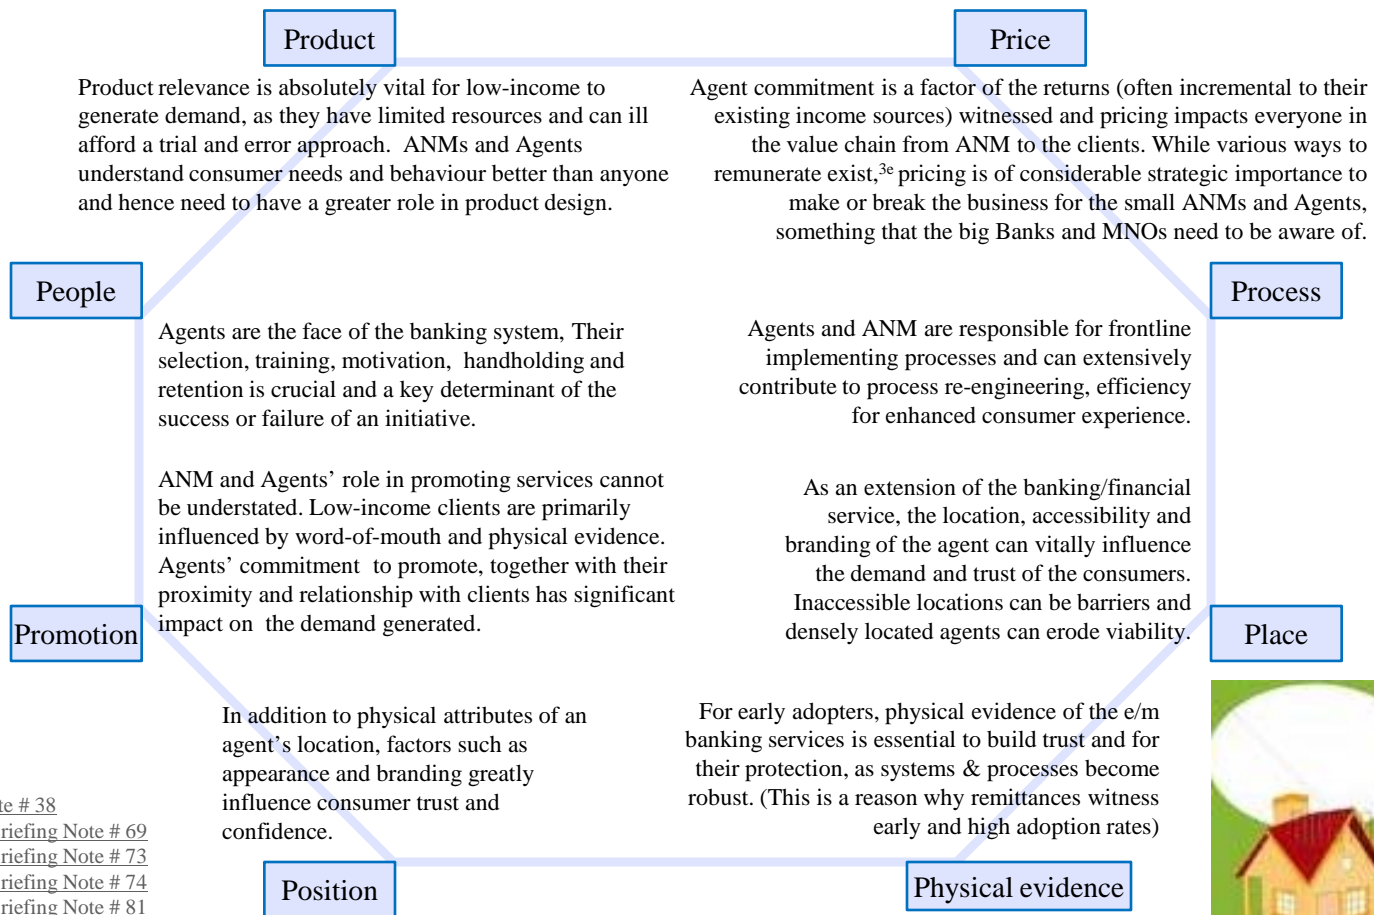 Product
Price
Product relevance is absolutely vital for low-income to
generate demand, as they have limited resources and can ill
afford a trial and error approach. ANMs and Agents
understand consumer needs and behaviour better than anyone
and hence need to have a greater role in product design.
Agent commitment is a factor of the returns (often incremental to their
existing income sources) witnessed and pricing impacts everyone in
the value chain from ANM to the clients. While various ways to
remunerate exist,3e pricing is of considerable strategic importance to
make or break the business for the small ANMs and Agents,
something that the big Banks and MNOs need to be aware of.
People
Process
Agents are the face of the banking system, Their
selection, training, motivation, handholding and
retention is crucial and a key determinant of the
success or failure of an initiative.
Agents and ANM are responsible for frontline
implementing processes and can extensively
contribute to process re-engineering, efficiency
for enhanced consumer experience.
ANM and Agents’ role in promoting services cannot
be understated. Low-income clients are primarily
influenced by word-of-mouth and physical evidence.
Agents’ commitment to promote, together with their
proximity and relationship with clients has significant
impact on the demand generated.
As an extension of the banking/financial
service, the location, accessibility and
branding of the agent can vitally influence
the demand and trust of the consumers.
Inaccessible locations can be barriers and
densely located agents can erode viability.
Promotion
Place
In addition to physical attributes of an
agent’s location, factors such as
appearance and branding greatly
influence consumer trust and
confidence.
For early adopters, physical evidence of the e/m
banking services is essential to build trust and for
their protection, as systems & processes become
robust. (This is a reason why remittances witness
early and high adoption rates)
te # 38
riefing Note # 69
riefing Note # 73
riefing Note # 74
riefing Note # 81
Position
Physical evidence